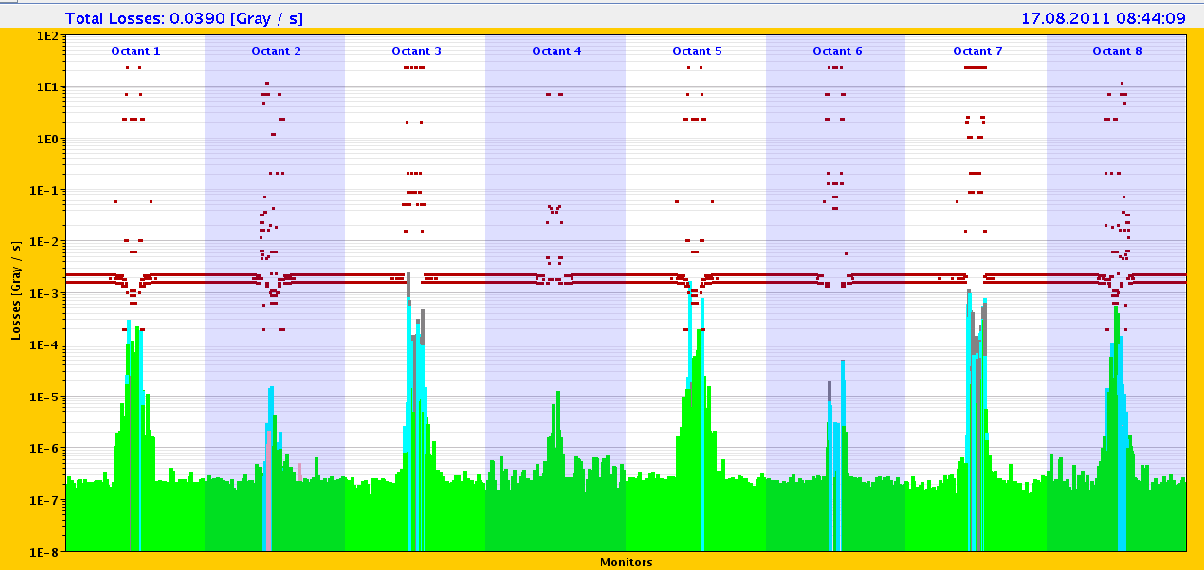 Total Losses: 0.0390 [Gray / s] 17.08.2011 08:44:09
Octant 1 Octant 2 Octant 3 Octant 4 Octant 5 Octant 6 Octant 7 Octant 8
1E2
1E1
1E0
1E-1
1E-2
1E-3
1E-4
1E-5
1E-6
1E-7
1E-8
Losses [Gray / s]
Monitors